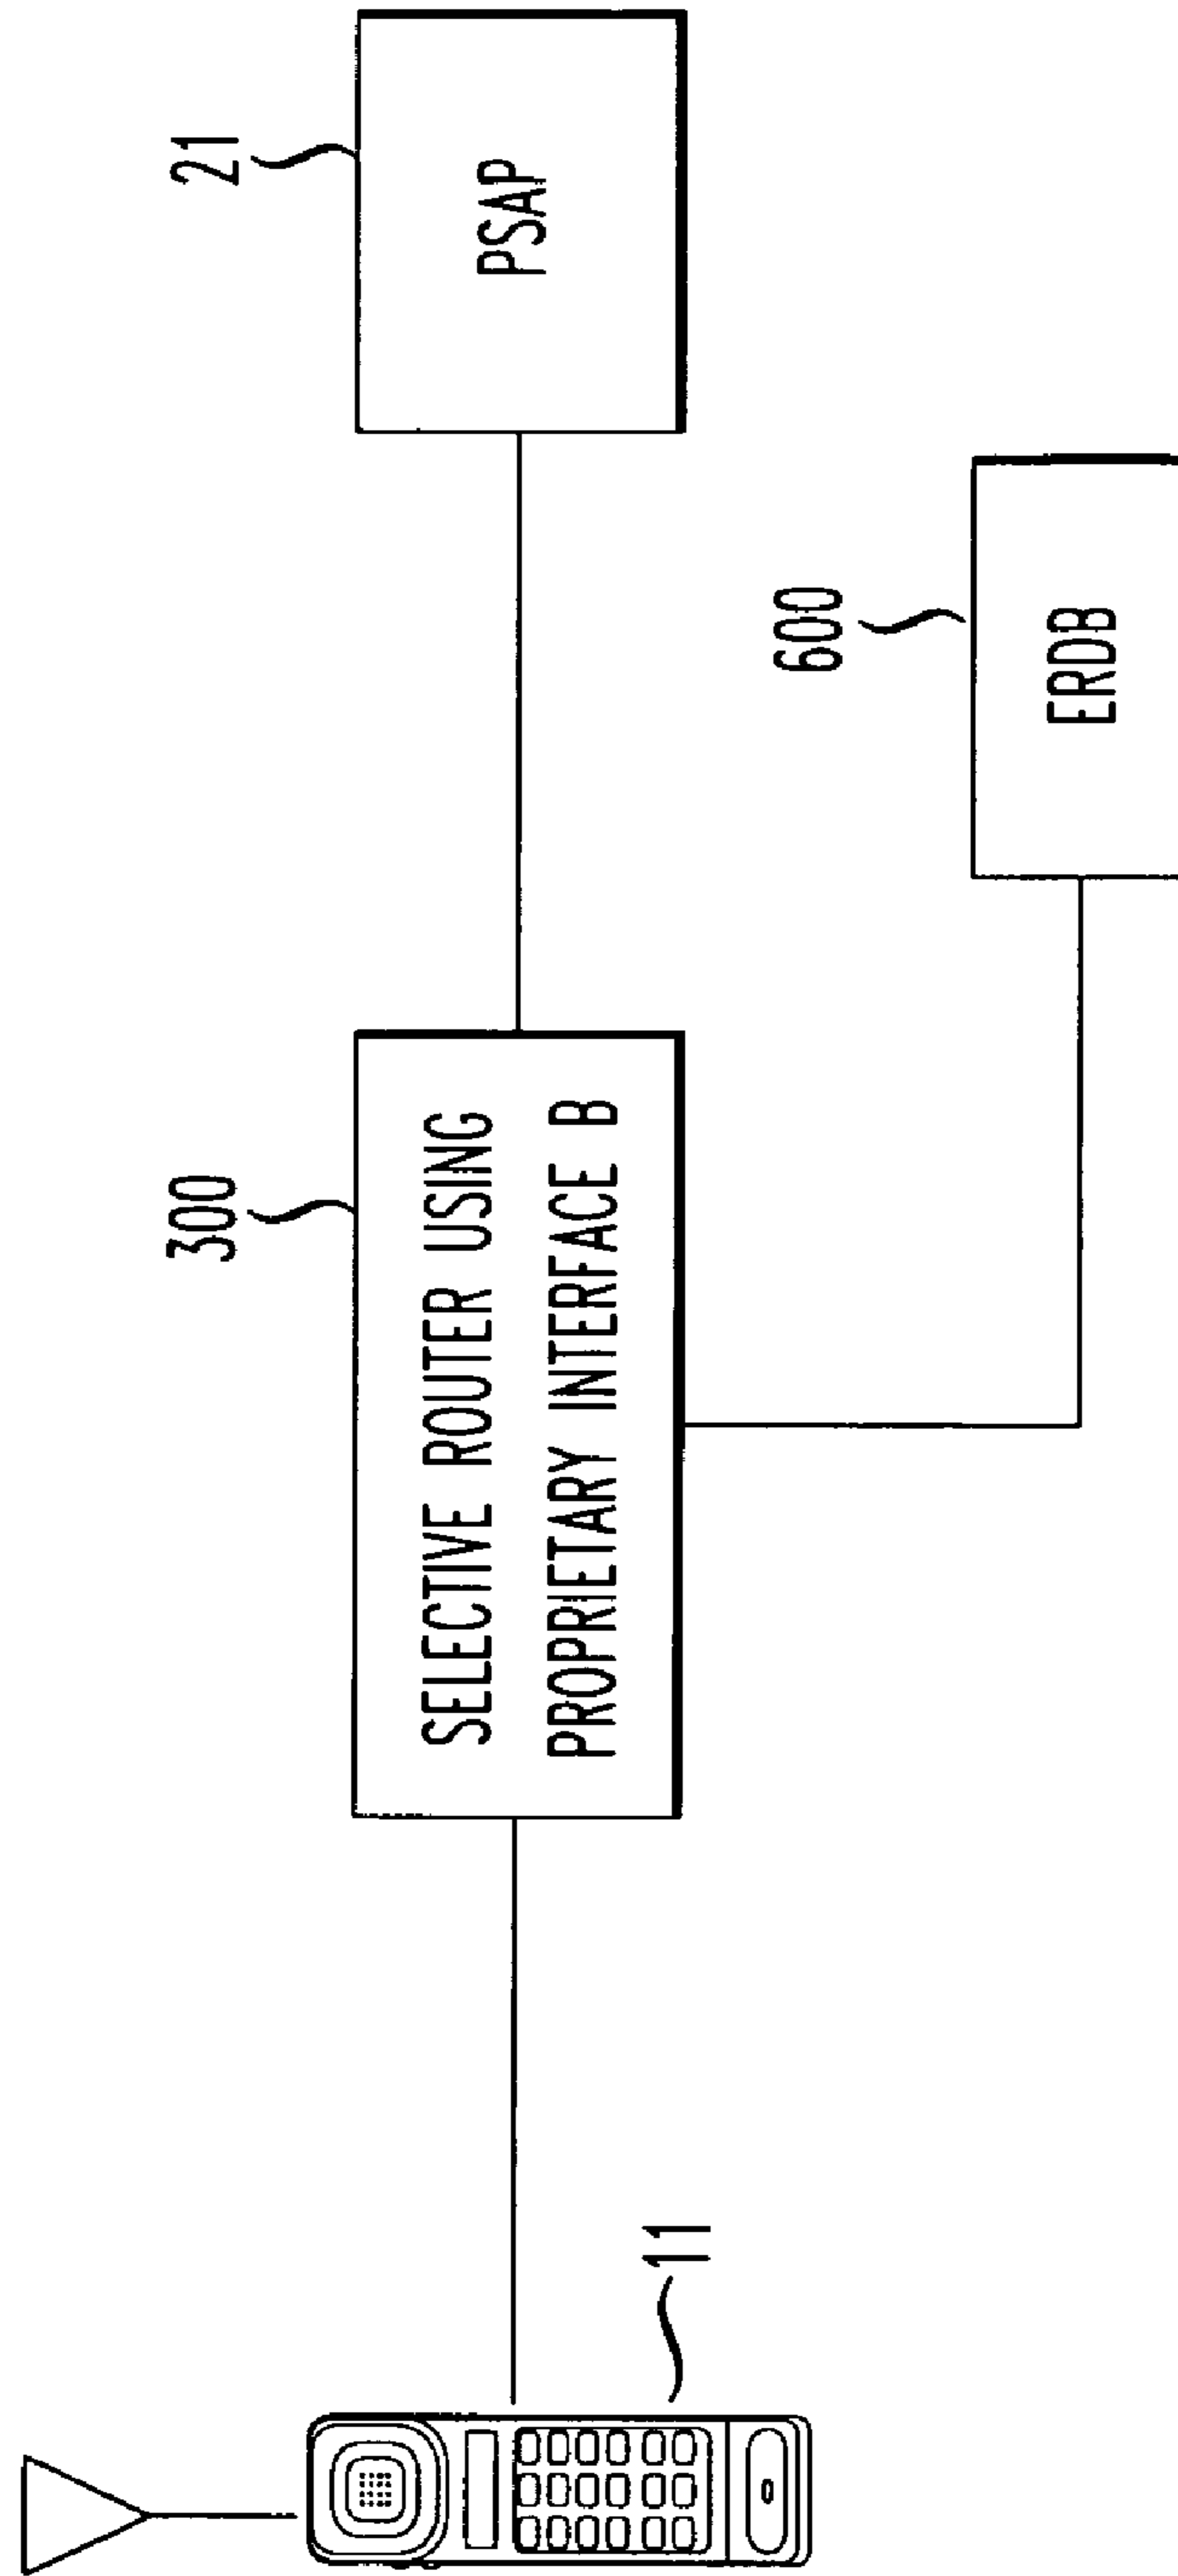 21
PSAP
300
SELECTIVE ROUTER USING
PROPRIETARY INTERFACE B
600
ERDB
11